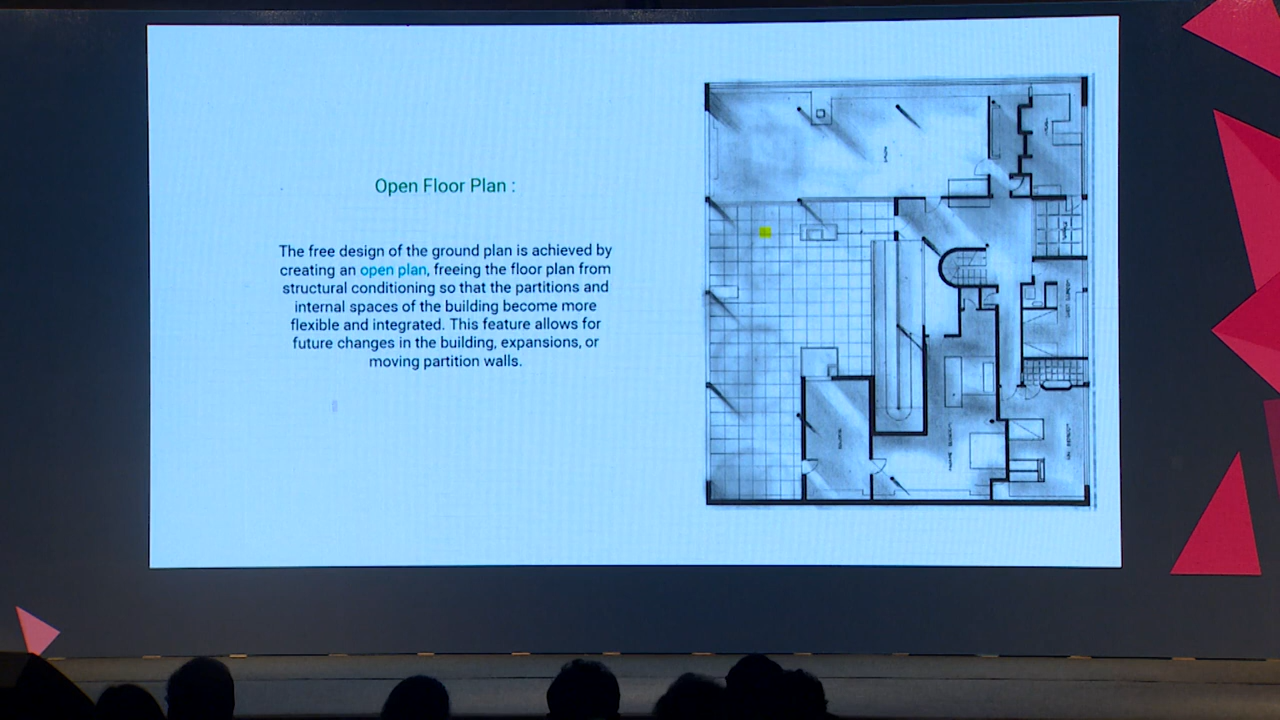 Open Floor Plan :
The free design of the ground plan is achieved by
creating an open plan, freeing the floor plan from
structural conditioning so that the partitions and
internal spaces of the building become more
flexible and integrated. This feature allows for
future changes in the building, expansions, or
moving partition walls.